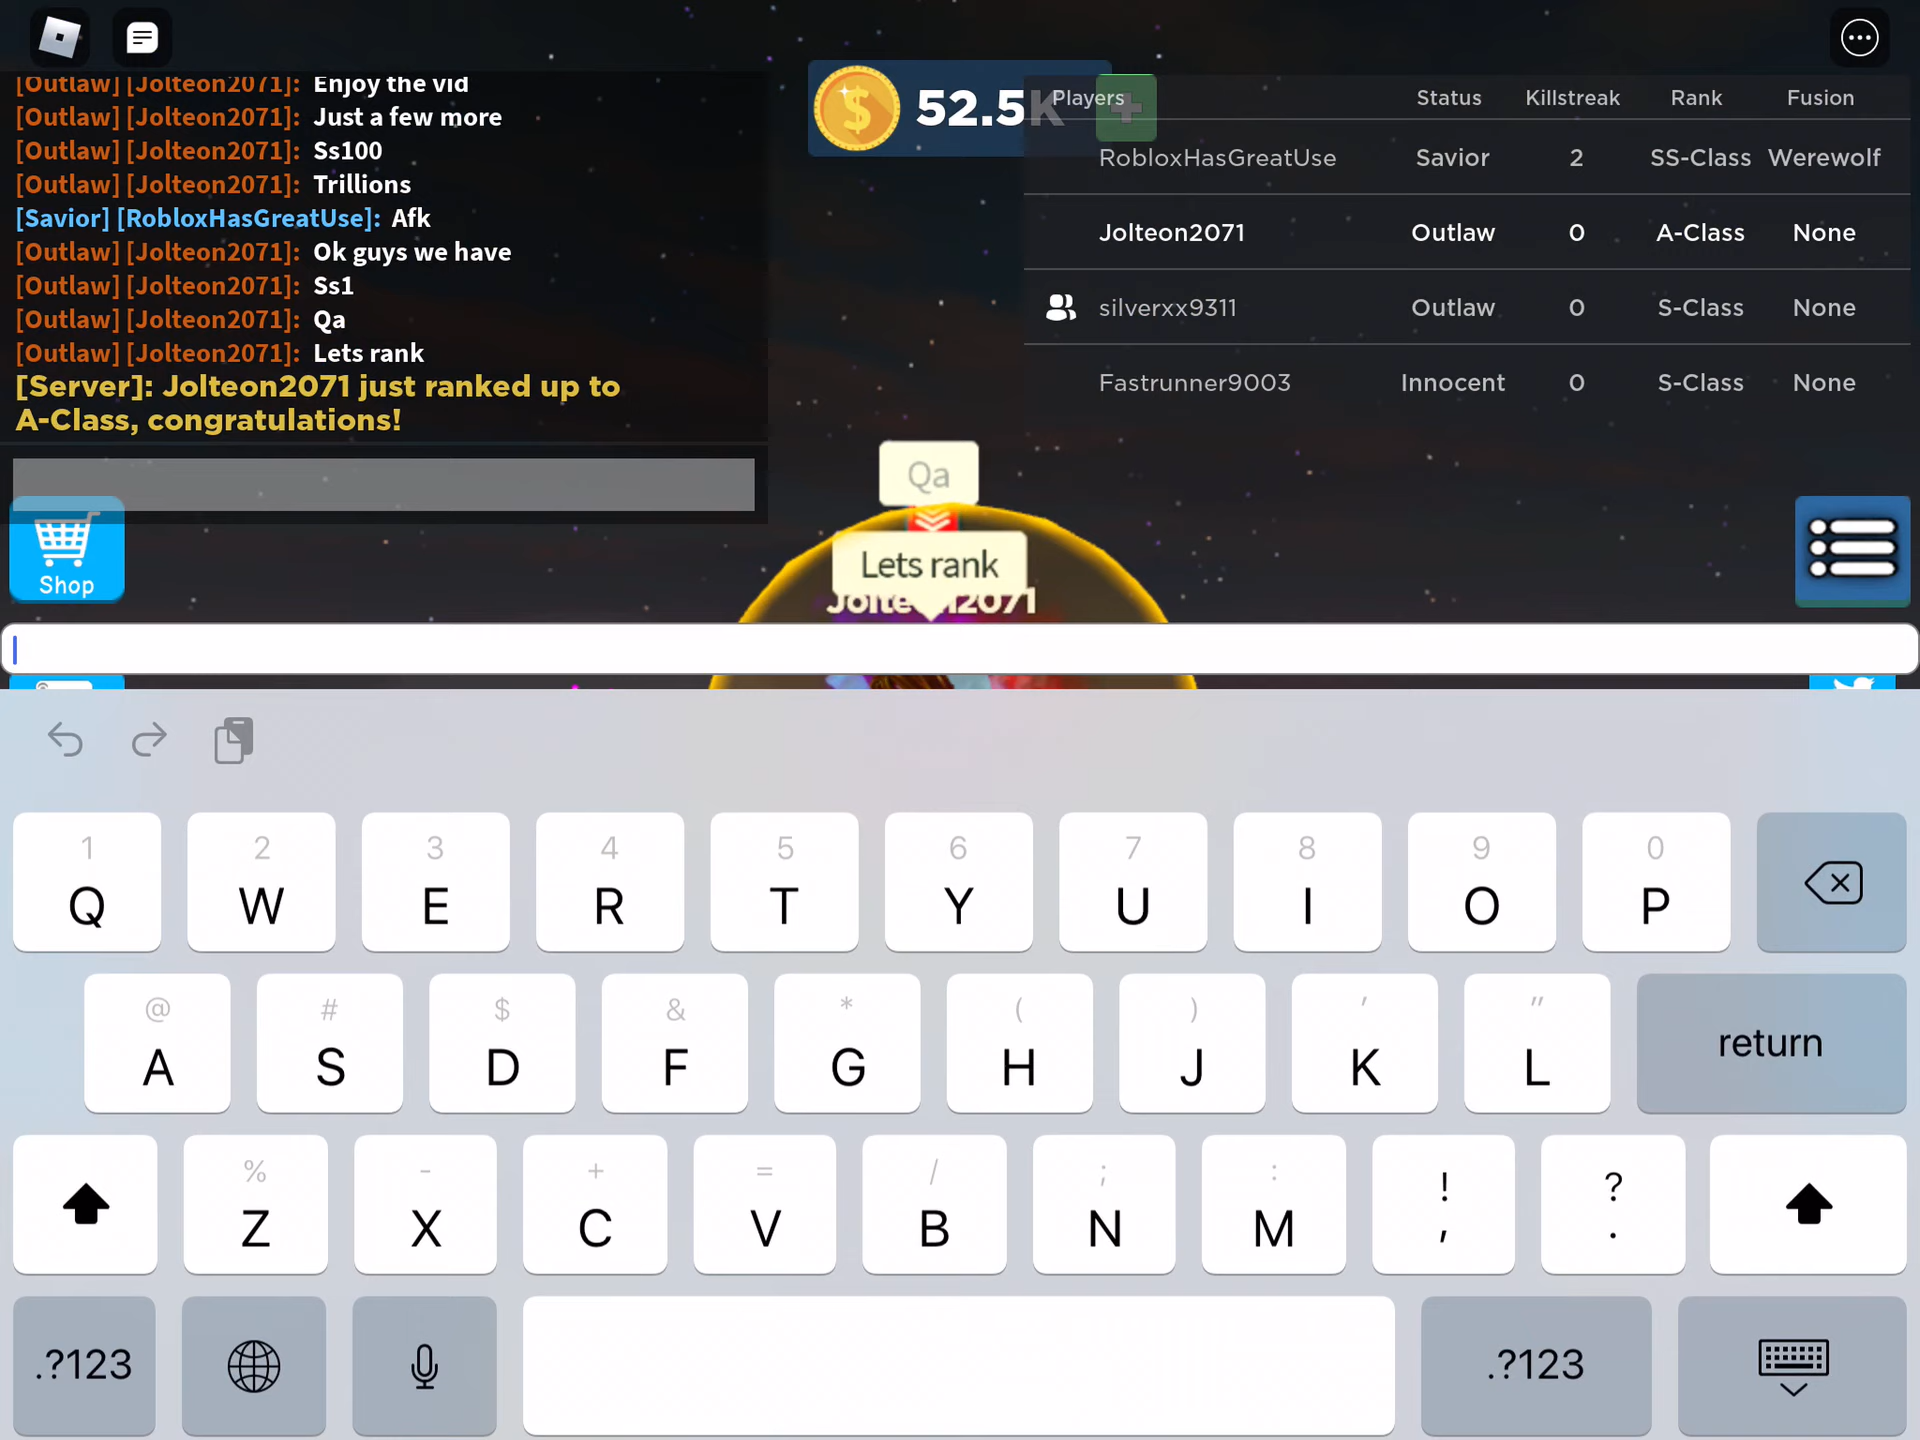 [Outlaw] [Jolteon2071]: Enjoy the vid
[Outlaw] [Jolteon2071]: Just a few more
[Outlaw] [Jolteon2071]: Ss100
[Outlaw] [Jolteon2071]: Trillions
[Savior] [RobloxHasGreatUse]: Afk
[Outlaw] [Jolteon2071]: Ok guys we have
[Outlaw] [Jolteon2071]: Ss1
[Outlaw] [Jolteon2071]: Qa
[Outlaw] [Jolteon2071]: Lets rank
[Server]: Jolteon2071 just ranked up to
A-Class, congratulations!
52.5K
Players Status Killstreak Rank Fusion
RobloxHasGreatUse Savior 2 SS-Class Werewolf
Jolteon2071 Outlaw 0 A-Class None
silverxx9311 Outlaw 0 S-Class None
Fastrunner9003 Innocent 0 S-Class None
Qa
Lets rank
Jolteon2071
Shop
1 2 3 4 5 6 7 8 9 0
Q W E R T Y U I O P
@ # $ & * ( ) ' "
A S D F G H J K L return
% - + = / ; : ! ?
Z X C V B N M , .
.?123 .?123